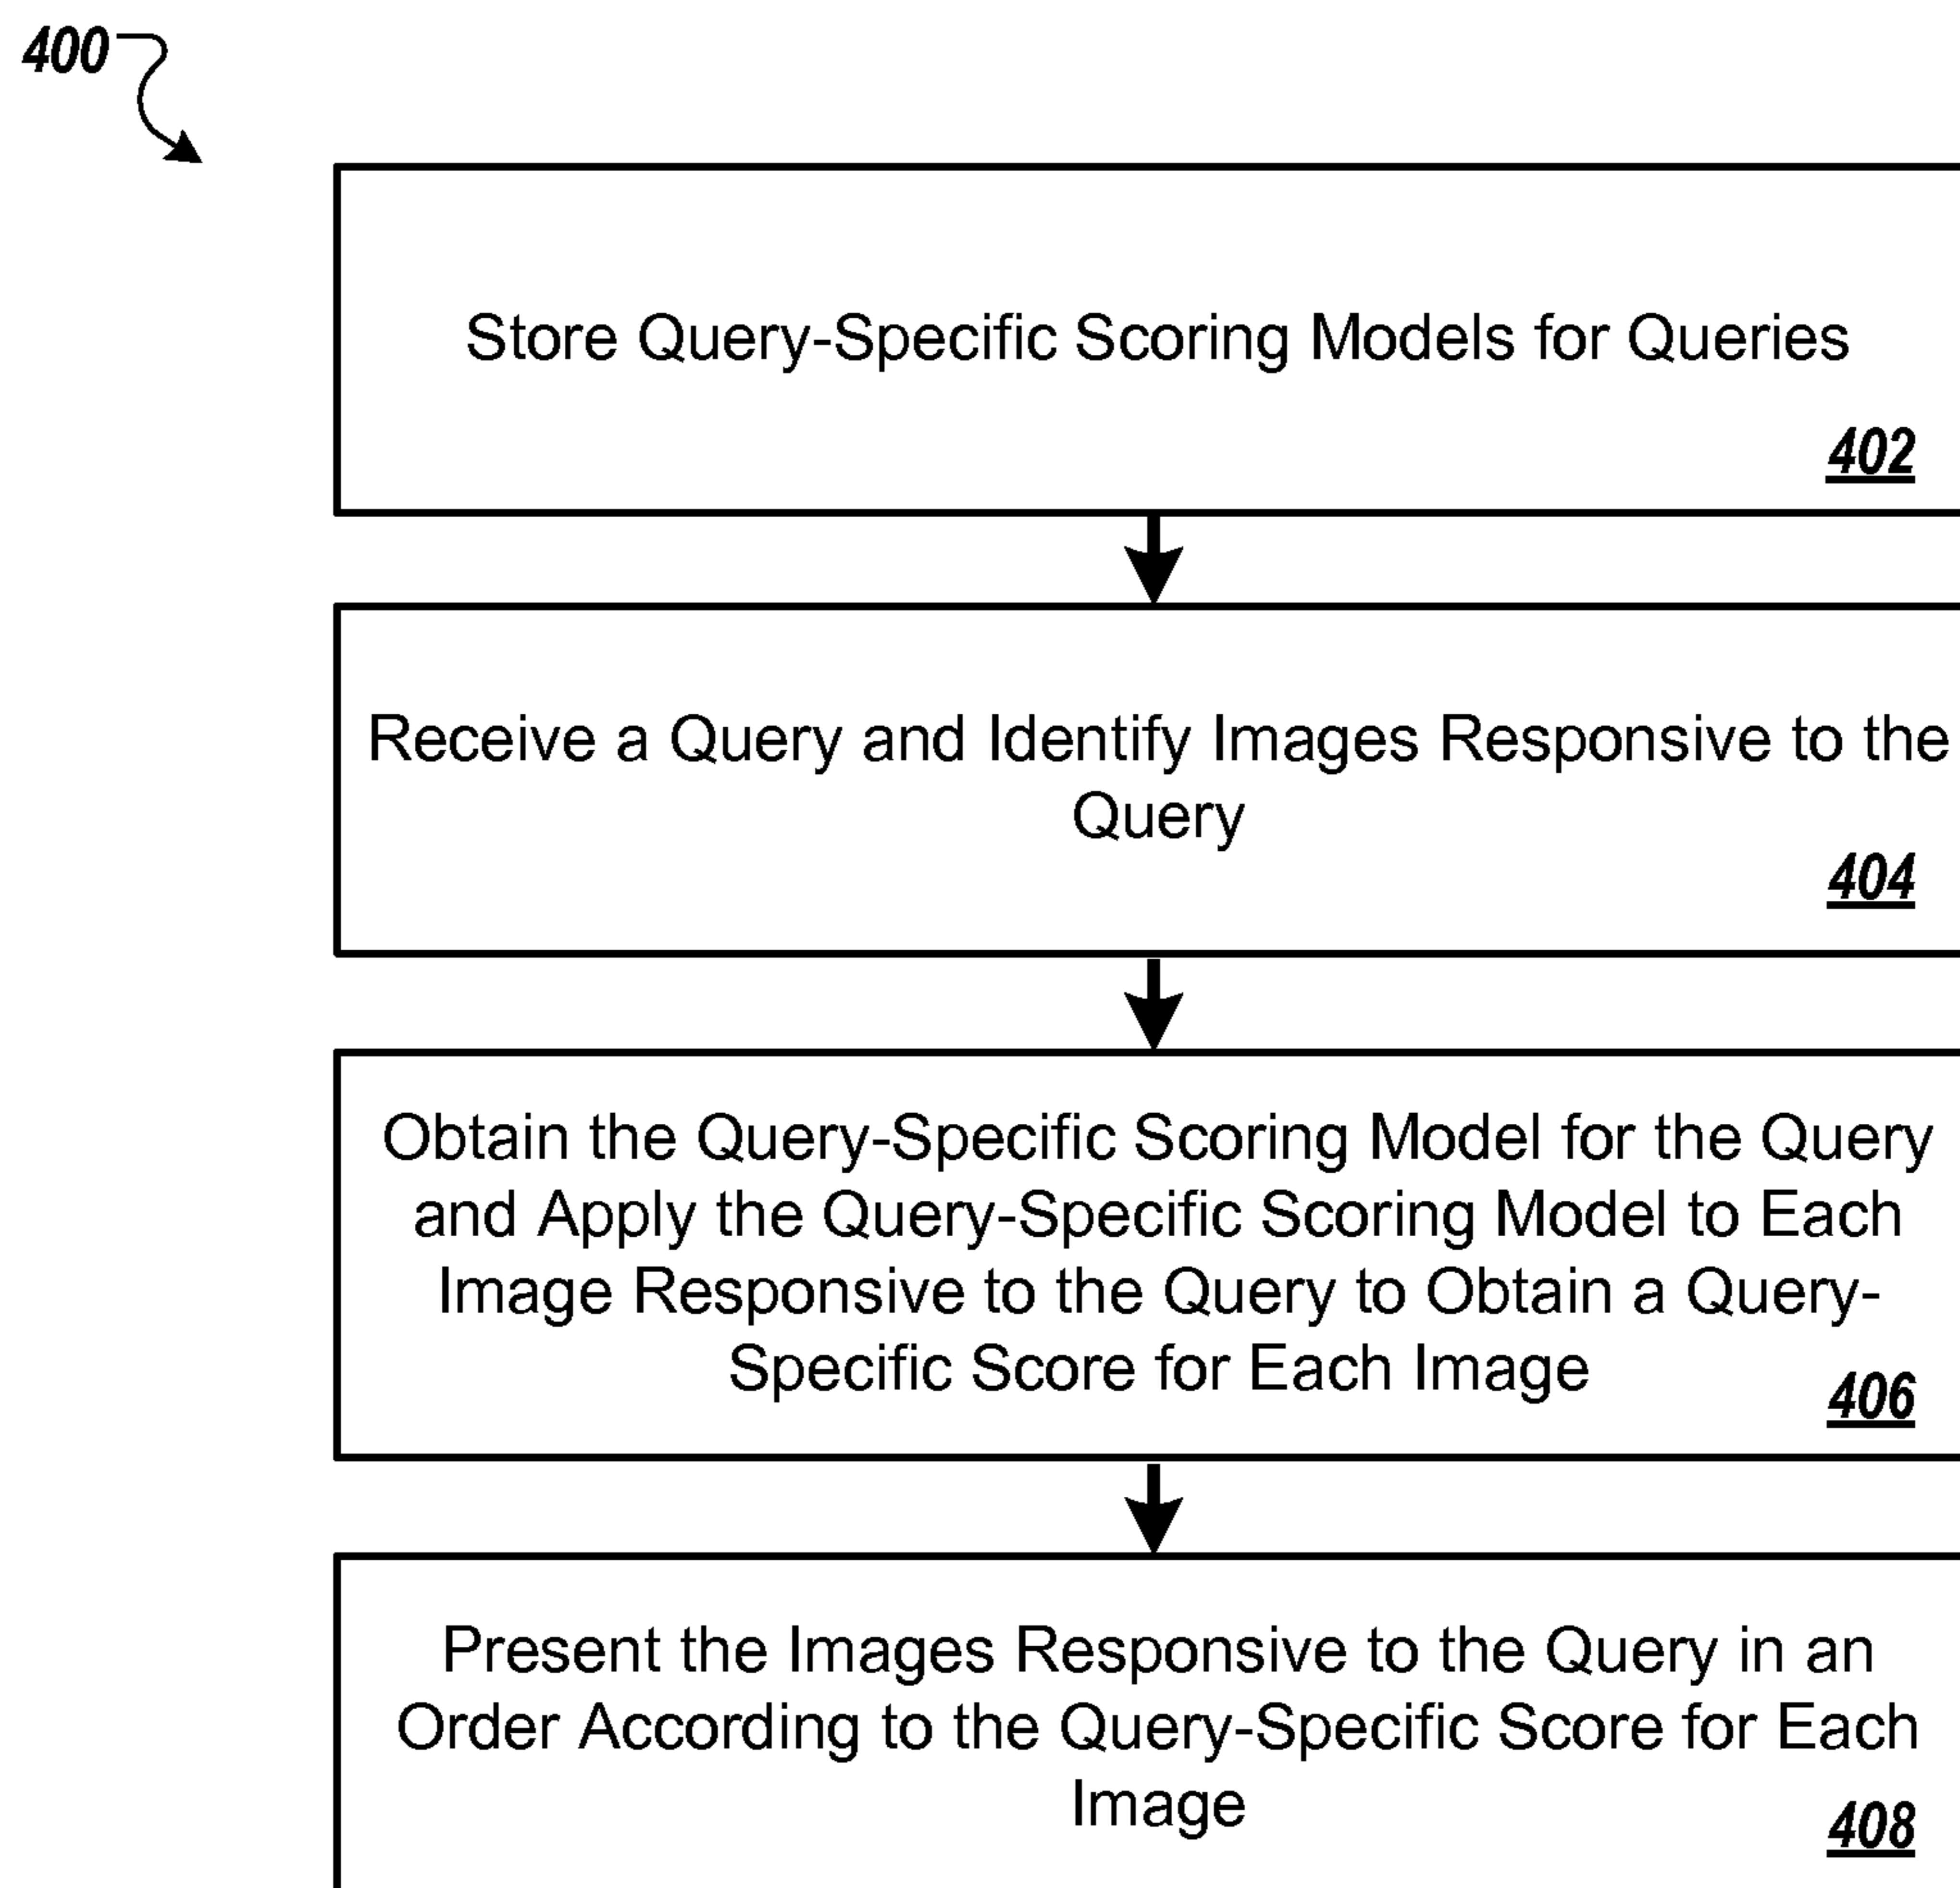 400
Store Query-Specific Scoring Models for Queries
402
Receive a Query and Identify Images Responsive to the
Query
404
Obtain the Query-Specific Scoring Model for the Query
and Apply the Query-Specific Scoring Model to Each
Image Responsive to the Query to Obtain a Query-
Specific Score for Each Image
406
Present the Images Responsive to the Query in an
Order According to the Query-Specific Score for Each
Image
408